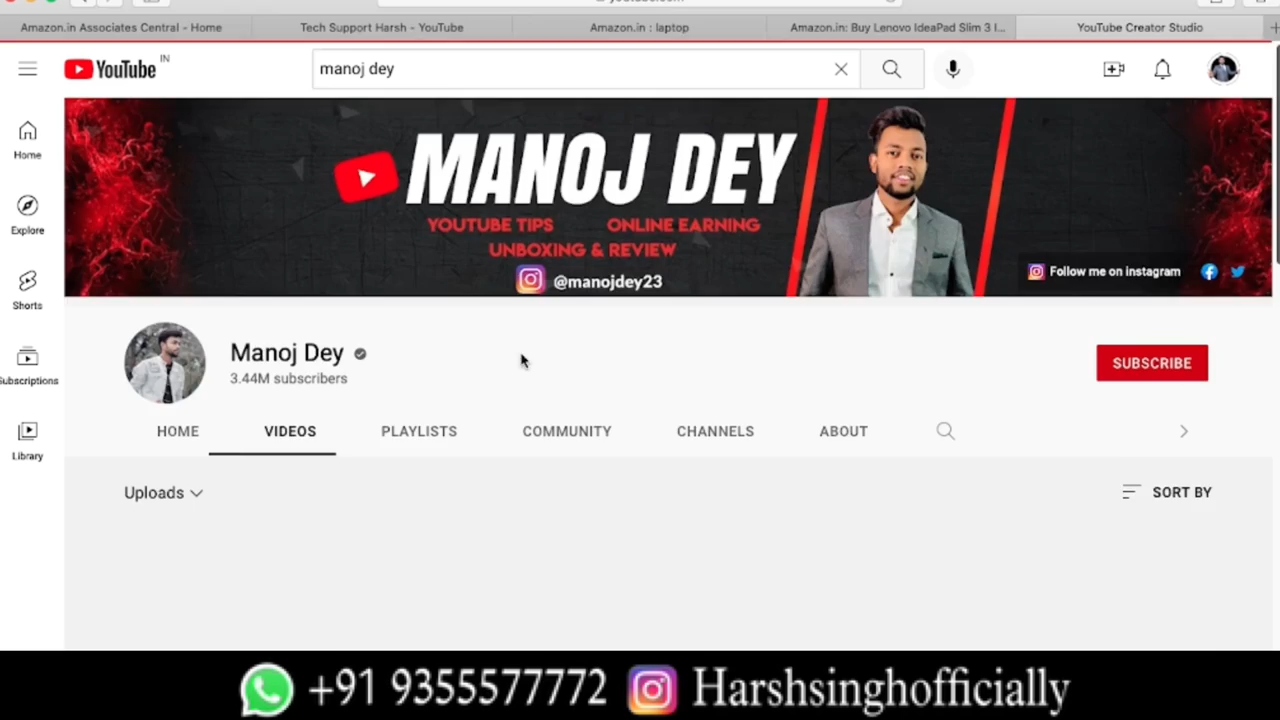 Amazon.in Associates Central - Home
Tech Support Harsh - YouTube
Amazon.in : laptop
Amazon.in: Buy Lenovo IdeaPad Slim 3 I...
YouTube Creator Studio
YouTube IN
manoj dey
Home
Explore
Shorts
Subscriptions
Library
MANOJ DEY
YOUTUBE TIPS ONLINE EARNING
UNBOXING & REVIEW
@manojdey23
Follow me on instagram
Manoj Dey
3.44M subscribers
SUBSCRIBE
HOME VIDEOS PLAYLISTS COMMUNITY CHANNELS ABOUT
Uploads
SORT BY
+91 9355577772 Harshsinghofficially